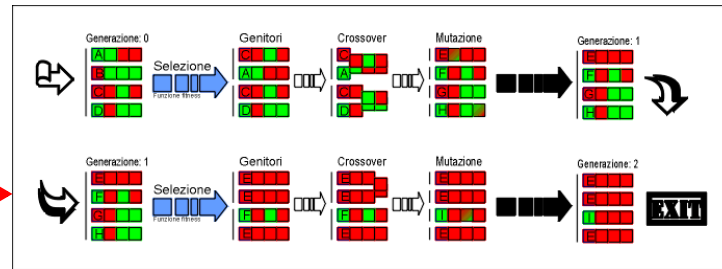 Generazione: 0
Genitori
Crossover
Mutazione
Generazione: 1
Selezione
Funzione fitness
A
B
C
D
C
A
C
D
C
A
C
D
E
F
G
H
E
F
G
H
Generazione: 1
Genitori
Crossover
Mutazione
Generazione: 2
Selezione
Funzione fitness
E
F
G
H
E
E
F
E
E
E
F
E
E
E
I
E
E
E
I
E
EXIT